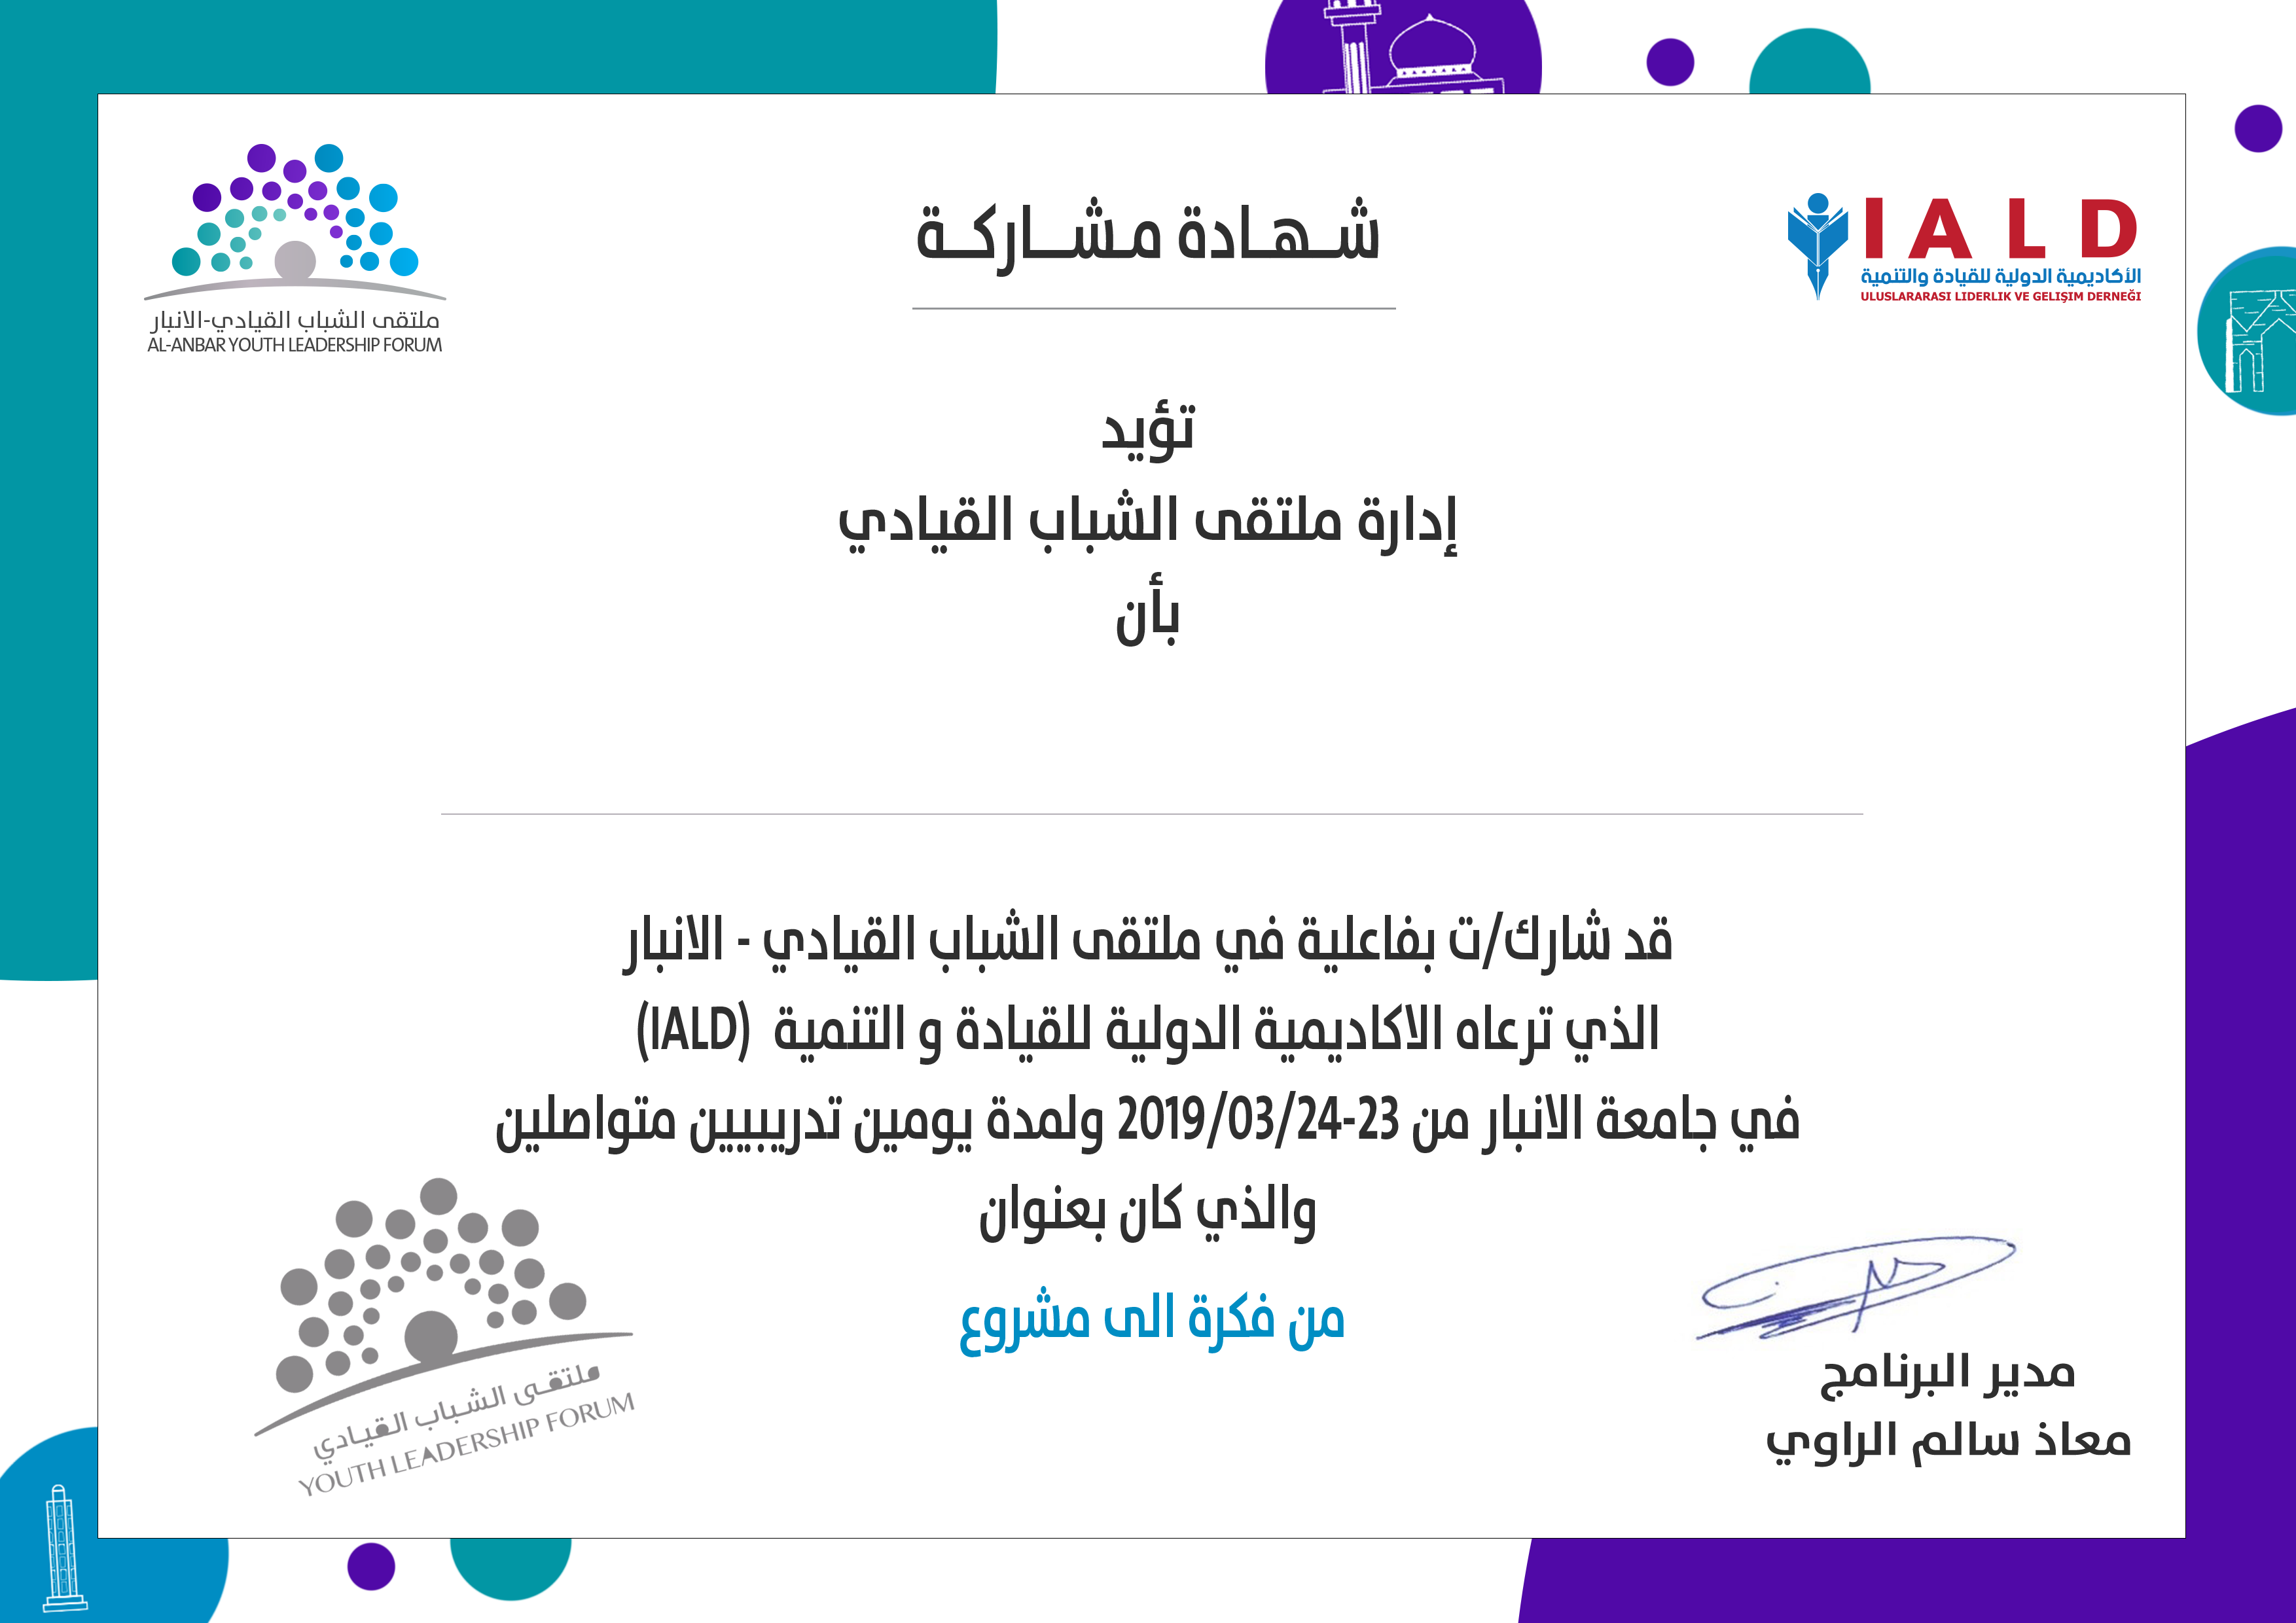 شـهـادة مـشـــاركـــة
I A L D
الأكاديمية الدولية للقيادة والتنمية
ULUSLARARASI LIDERLIK VE GELIŞIM DERNEĞI
ملتقى الشباب القيادي-الانبار
AL-ANBAR YOUTH LEADERSHIP FORUM
تؤيد
إدارة ملتقى الشباب القيادي
بأن
قد شارك/ت بفاعلية في ملتقى الشباب القيادي - الانبار
الذي ترعاه الاكاديمية الدولية للقيادة و التنمية (IALD)
في جامعة الانبار من 23-2019/03/24 ولمدة يومين تدريبيين متواصلين
والذي كان بعنوان
من فكرة الى مشروع
مدير البرنامج
معاذ سالم الراوي
ملتقى الشباب القيادي
YOUTH LEADERSHIP FORUM